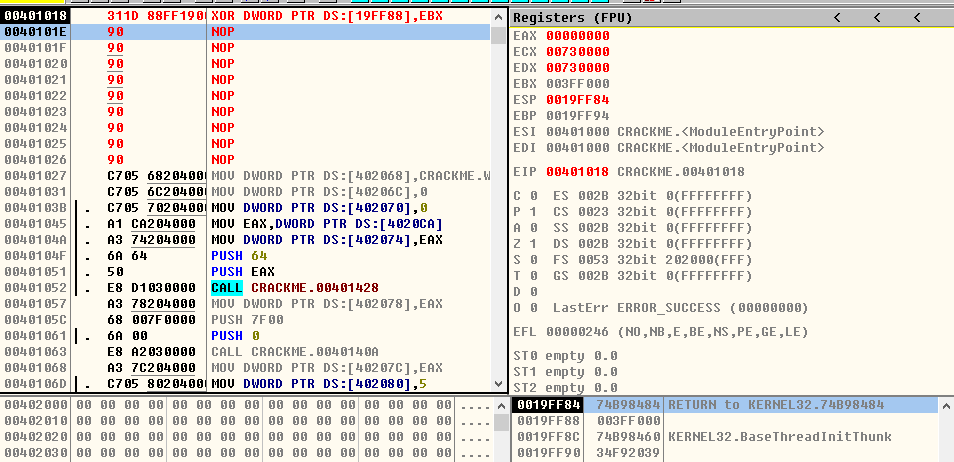 00401018 311D 88FF1900 XOR DWORD PTR DS:[19FF88],EBX
0040101E 90 NOP
0040101F 90 NOP
00401020 90 NOP
00401021 90 NOP
00401022 90 NOP
00401023 90 NOP
00401024 90 NOP
00401025 90 NOP
00401026 90 NOP
00401027 C705 68204000 MOV DWORD PTR DS:[402068],CRACKME.W
00401031 C705 6C204000 MOV DWORD PTR DS:[40206C],0
0040103B . C705 70204000 MOV DWORD PTR DS:[402070],0
00401045 . A1 CA204000 MOV EAX,DWORD PTR DS:[4020CA]
0040104A . A3 74204000 MOV DWORD PTR DS:[402074],EAX
0040104F . 6A 64 PUSH 64
00401051 . 50 PUSH EAX
00401052 . E8 D1030000 CALL CRACKME.00401428
00401057 A3 78204000 MOV DWORD PTR DS:[402078],EAX
0040105C 68 007F0000 PUSH 7F00
00401061 . 6A 00 PUSH 0
00401063 E8 A2030000 CALL CRACKME.0040140A
00401068 A3 7C204000 MOV DWORD PTR DS:[40207C],EAX
0040106D . C705 80204000 MOV DWORD PTR DS:[402080],5
Registers (FPU) < < <
EAX 00000000
ECX 00730000
EDX 00730000
EBX 003FF000
ESP 0019FF84
EBP 0019FF94
ESI 00401000 CRACKME.<ModuleEntryPoint>
EDI 00401000 CRACKME.<ModuleEntryPoint>
EIP 00401018 CRACKME.00401018
C 0 ES 002B 32bit 0(FFFFFFFF)
P 1 CS 0023 32bit 0(FFFFFFFF)
A 0 SS 002B 32bit 0(FFFFFFFF)
Z 1 DS 002B 32bit 0(FFFFFFFF)
S 0 FS 0053 32bit 202000(FFF)
T 0 GS 002B 32bit 0(FFFFFFFF)
D 0
O 0 LastErr ERROR_SUCCESS (00000000)
EFL 00000246 (NO,NB,E,BE,NS,PE,GE,LE)
ST0 empty 0.0
ST1 empty 0.0
ST2 empty 0.0
00402000 00 00 00 00 00 00 00 00 00 00 00 00 00 00 00 00 ....
00402010 00 00 00 00 00 00 00 00 00 00 00 00 00 00 00 00 ....
00402020 00 00 00 00 00 00 00 00 00 00 00 00 00 00 00 00 ....
00402030 00 00 00 00 00 00 00 00 00 00 00 00 00 00 00 00 ....
0019FF84 74B98484 RETURN to KERNEL32.74B98484
0019FF88 003FF000
0019FF8C 74B98460 KERNEL32.BaseThreadInitThunk
0019FF90 34F92039